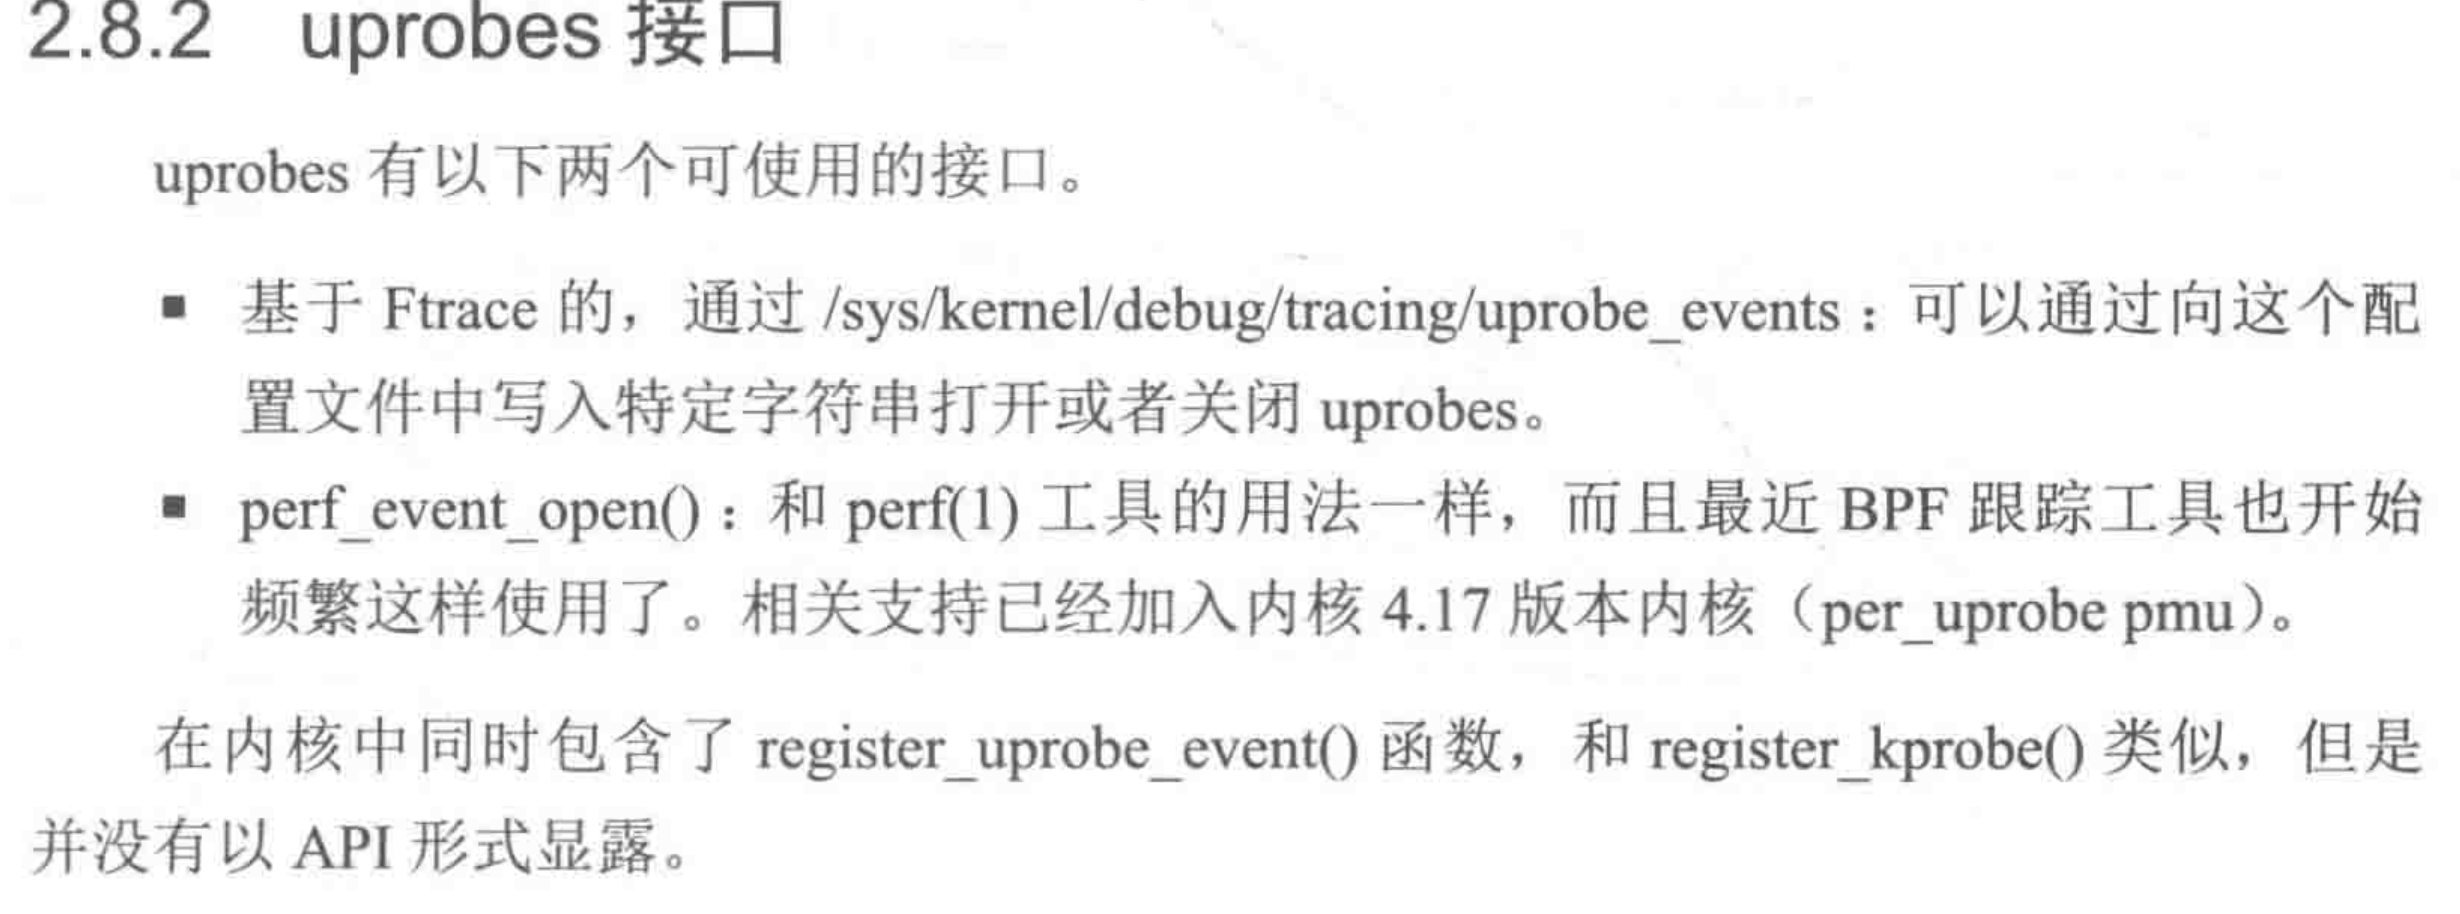 2.8.2 uprobes 接口
uprobes 有以下两个可使用的接口。
■ 基于 Ftrace 的，通过 /sys/kernel/debug/tracing/uprobe_events：可以通过向这个配
置文件中写入特定字符串打开或者关闭 uprobes。
■ perf_event_open()：和 perf(1) 工具的用法一样，而且最近 BPF 跟踪工具也开始
频繁这样使用了。相关支持已经加入内核 4.17 版本内核（per_uprobe pmu）。
在内核中同时包含了 register_uprobe_event() 函数，和 register_kprobe() 类似，但是
并没有以 API 形式显露。